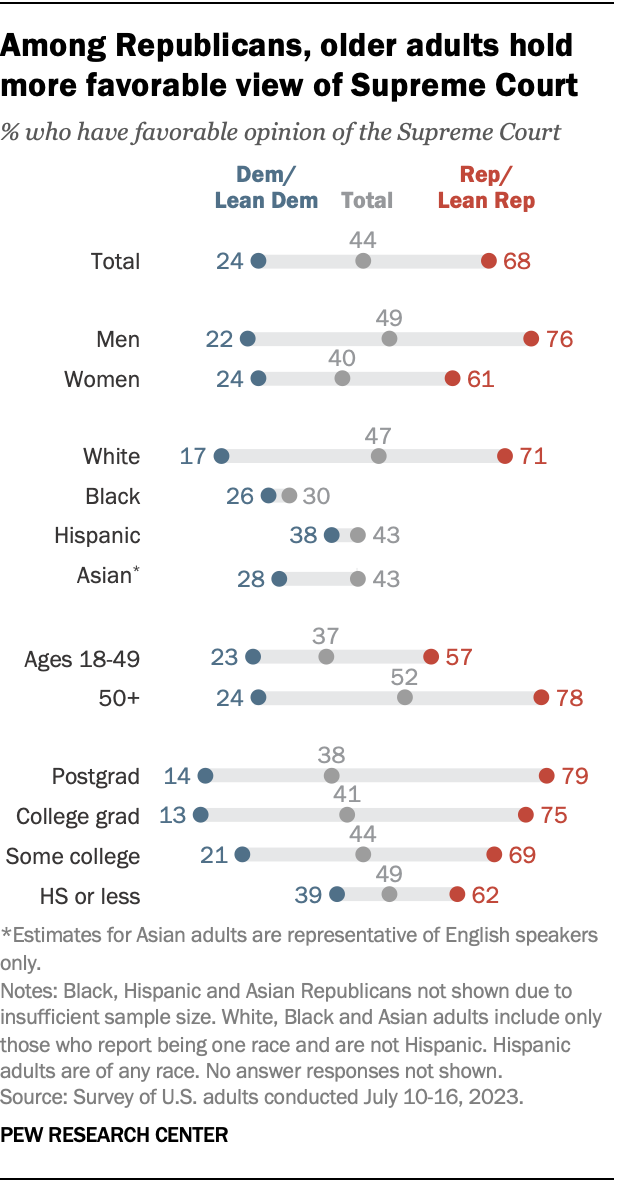 Among Republicans, older adults hold
more favorable view of Supreme Court
% who have favorable opinion of the Supreme Court
Dem/ Rep/
Lean Dem Total Lean Rep
44
Total 24 68
49
Men 22 76
40
Women 24 61
47
White 17 71
Black 26 30
Hispanic 38 43
Asian* 28 43
37
Ages 18-49 23 57
52
50+ 24 78
38
Postgrad 14 79
41
College grad 13 75
44
Some college 21 69
49
HS or less 39 62
*Estimates for Asian adults are representative of English speakers
only.
Notes: Black, Hispanic and Asian Republicans not shown due to
insufficient sample size. White, Black and Asian adults include only
those who report being one race and are not Hispanic. Hispanic
adults are of any race. No answer responses not shown.
Source: Survey of U.S. adults conducted July 10-16, 2023.
PEW RESEARCH CENTER